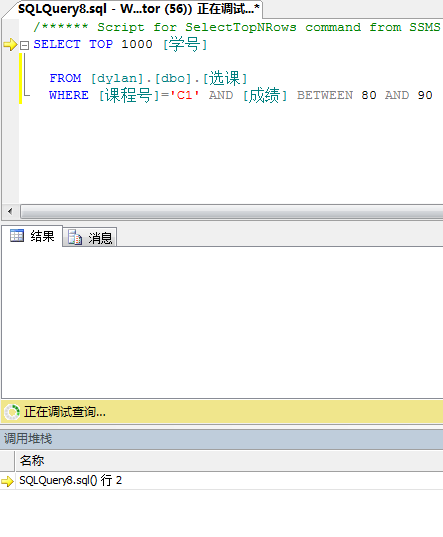 SQLQuery8.sql - W...tor (56)) 正在调试...*
/****** Script for SelectTopNRows command from SSMS
SELECT TOP 1000 [学号]
FROM [dylan].[dbo].[选课]
WHERE [课程号]='C1' AND [成绩] BETWEEN 80 AND 90
结果 消息
正在调试查询...
调用堆栈
名称
SQLQuery8.sql() 行 2